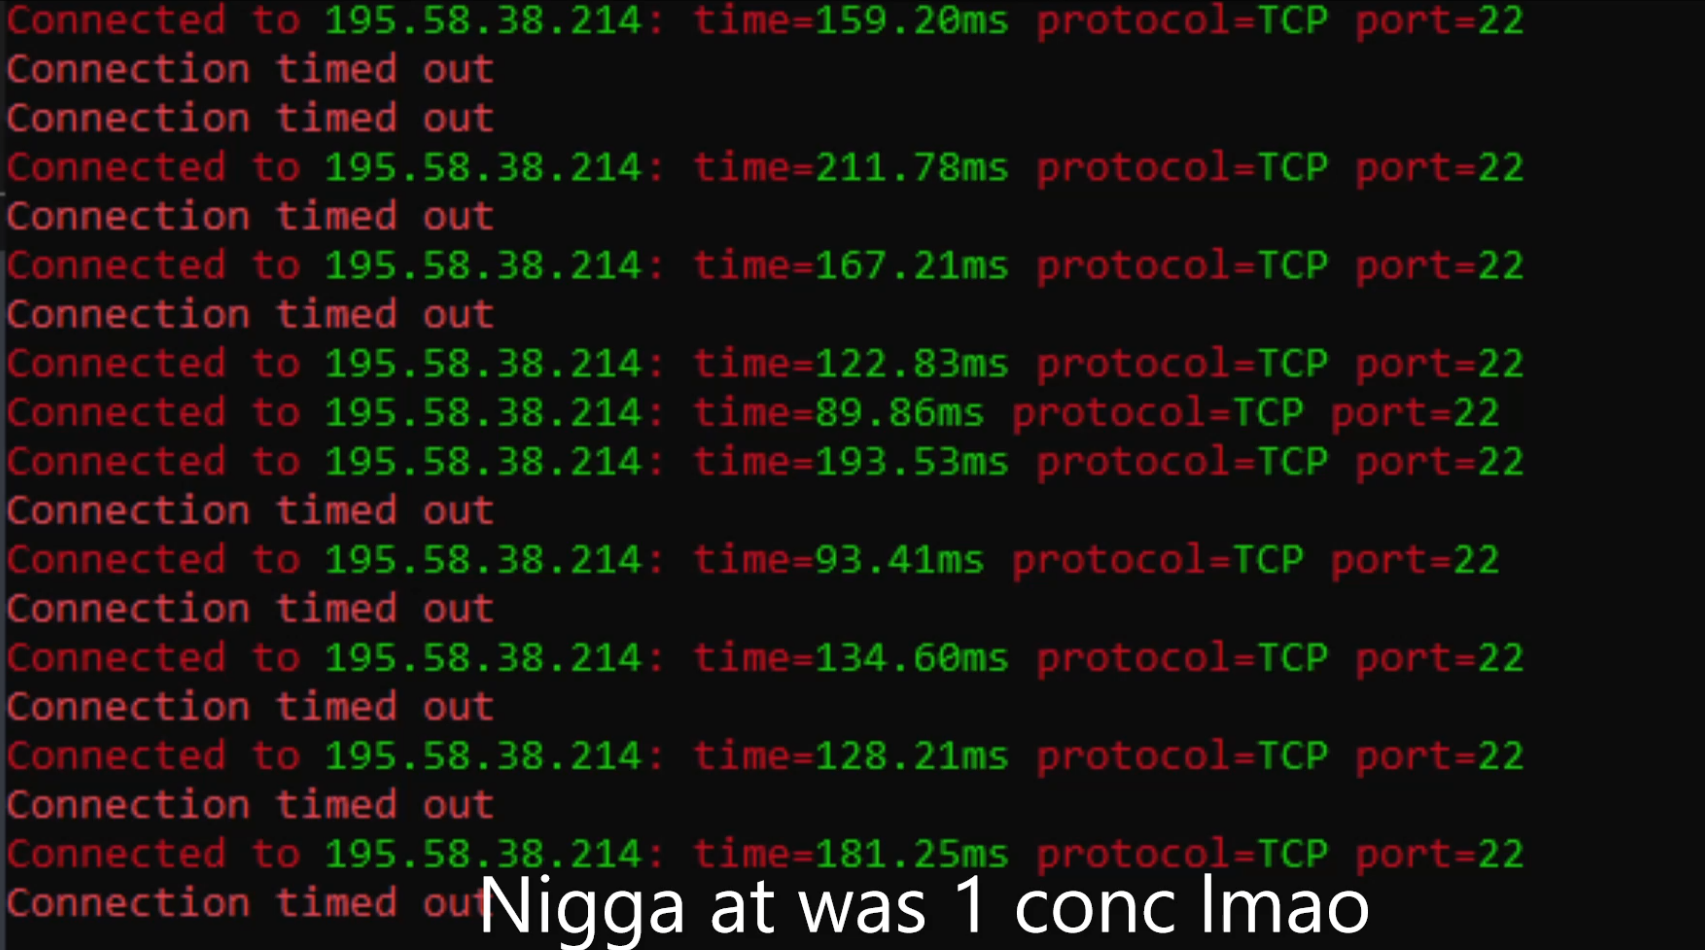 Connected to 195.58.38.214: time=159.20ms protocol=TCP port=22
Connection timed out
Connection timed out
Connected to 195.58.38.214: time=211.78ms protocol=TCP port=22
Connection timed out
Connected to 195.58.38.214: time=167.21ms protocol=TCP port=22
Connection timed out
Connected to 195.58.38.214: time=122.83ms protocol=TCP port=22
Connected to 195.58.38.214: time=89.86ms protocol=TCP port=22
Connected to 195.58.38.214: time=193.53ms protocol=TCP port=22
Connection timed out
Connected to 195.58.38.214: time=93.41ms protocol=TCP port=22
Connection timed out
Connected to 195.58.38.214: time=134.60ms protocol=TCP port=22
Connection timed out
Connected to 195.58.38.214: time=128.21ms protocol=TCP port=22
Connection timed out
Connected to 195.58.38.214: time=181.25ms protocol=TCP port=22
Connection timed out
Nigga at was 1 conc lmao